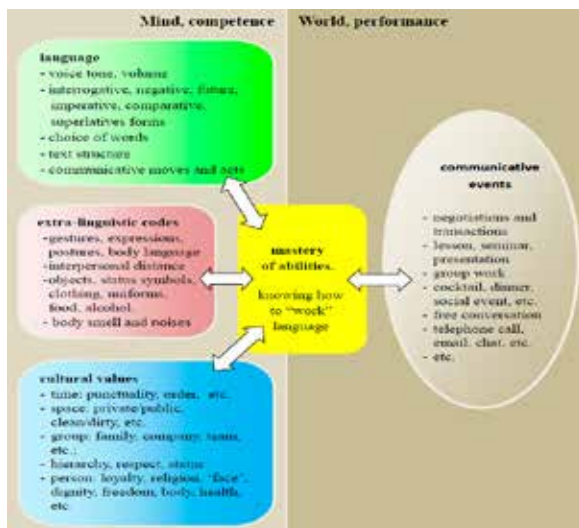 Mind, competence
World, performance
language
- voice tone, volume
- interrogative, negative, future,
imperative, comparative,
superlatives forms
- choice of words
- text structure
- communicative moves and acts
extra-linguistic codes
-gestures, expressions,
postures, body language
-interpersonal distance
-objects, status symbols,
clothing, uniforms,
food, alcohol.
- body smell and noises
cultural values
- time: punctuality, order, etc.
- space: private/public,
clean/dirty, etc.
- group: family, company, team,
etc.;
- hierarchy, respect, status
- person: loyalty, religion, "face",
dignity, freedom, body, health,
etc
mastery
of abilities.
knowing how
to "work"
language
communicative
events
- negotiations and
transactions
- lesson, seminar,
presentation
- group work
- cocktail, dinner,
social event, etc.
- free conversation
- telephone call,
email, chat, etc.
- etc.